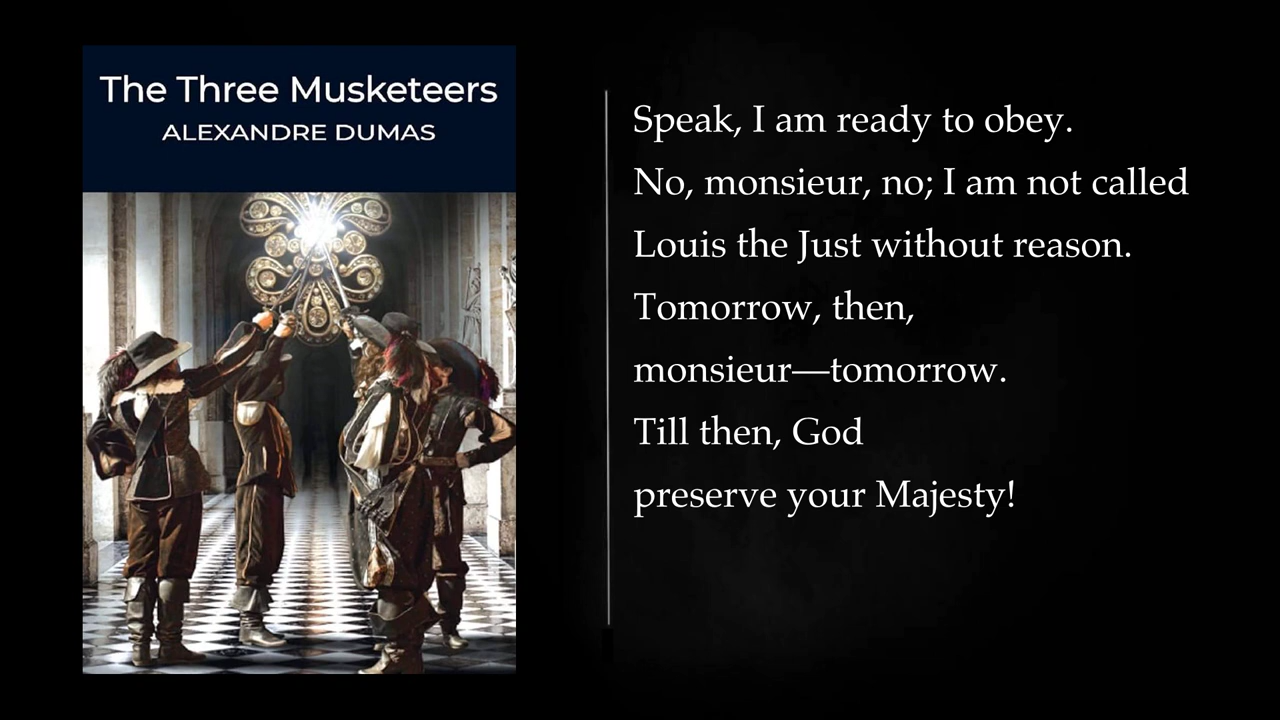 The Three Musketeers
ALEXANDRE DUMAS
Speak, I am ready to obey.
No, monsieur, no; I am not called
Louis the Just without reason.
Tomorrow, then,
monsieur—tomorrow.
Till then, God
preserve your Majesty!